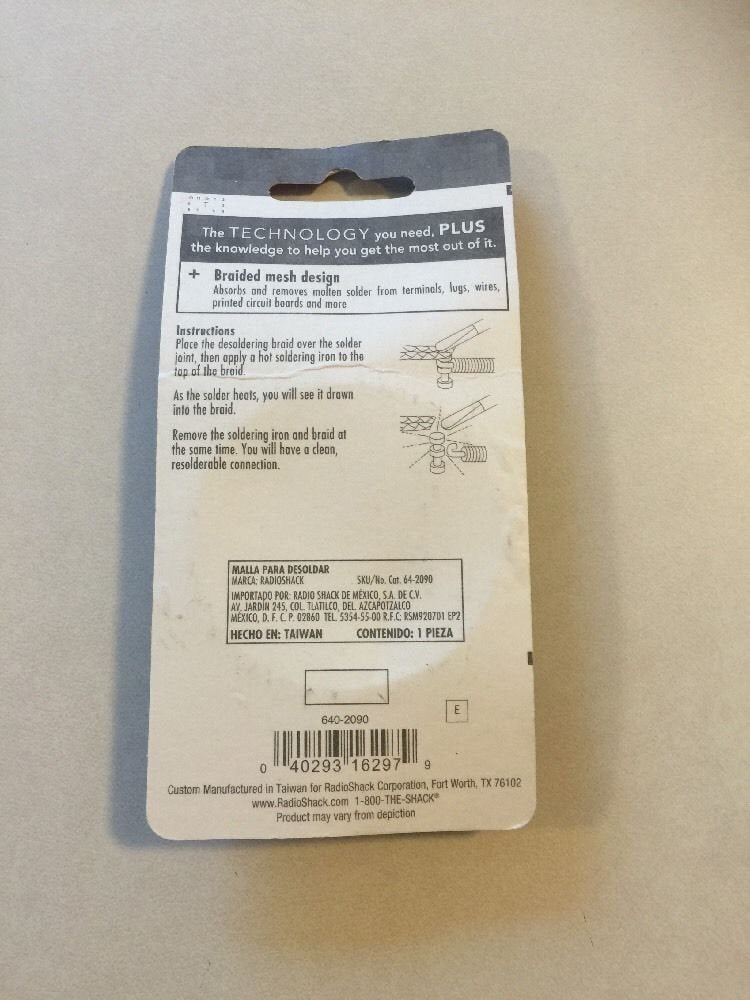 The TECHNOLOGY you need, PLUS
the knowledge to help you get the most out of it.
+ Braided mesh design
Absorbs and removes molten solder from terminals, lugs, wires,
printed circuit boards and more
Instructions
Place the desoldering braid over the solder
joint, then apply a hot soldering iron to the
top of the braid.
As the solder heats, you will see it drawn
into the braid.
Remove the soldering iron and braid at
the same time. You will have a clean,
resolderable connection.
MALLA PARA DESOLDAR
MARCA: RADIOSHACK SKU/No. Cat. 64-2090
IMPORTADO POR: RADIO SHACK DE MÉXICO, S.A. DE C.V.
AV. JARDÍN 245, COL. TLATILCO, DEL. AZCAPOTZALCO
MÉXICO, D. F. C. P. 02860 TEL. 5354-55-00 R.F.C: RSM920701 EP2
HECHO EN: TAIWAN CONTENIDO: 1 PIEZA
640-2090
E
0 40293 16297 9
Custom Manufactured in Taiwan for RadioShack Corporation, Fort Worth, TX 76102
www.RadioShack.com 1-800-THE-SHACK®
Product may vary from depiction